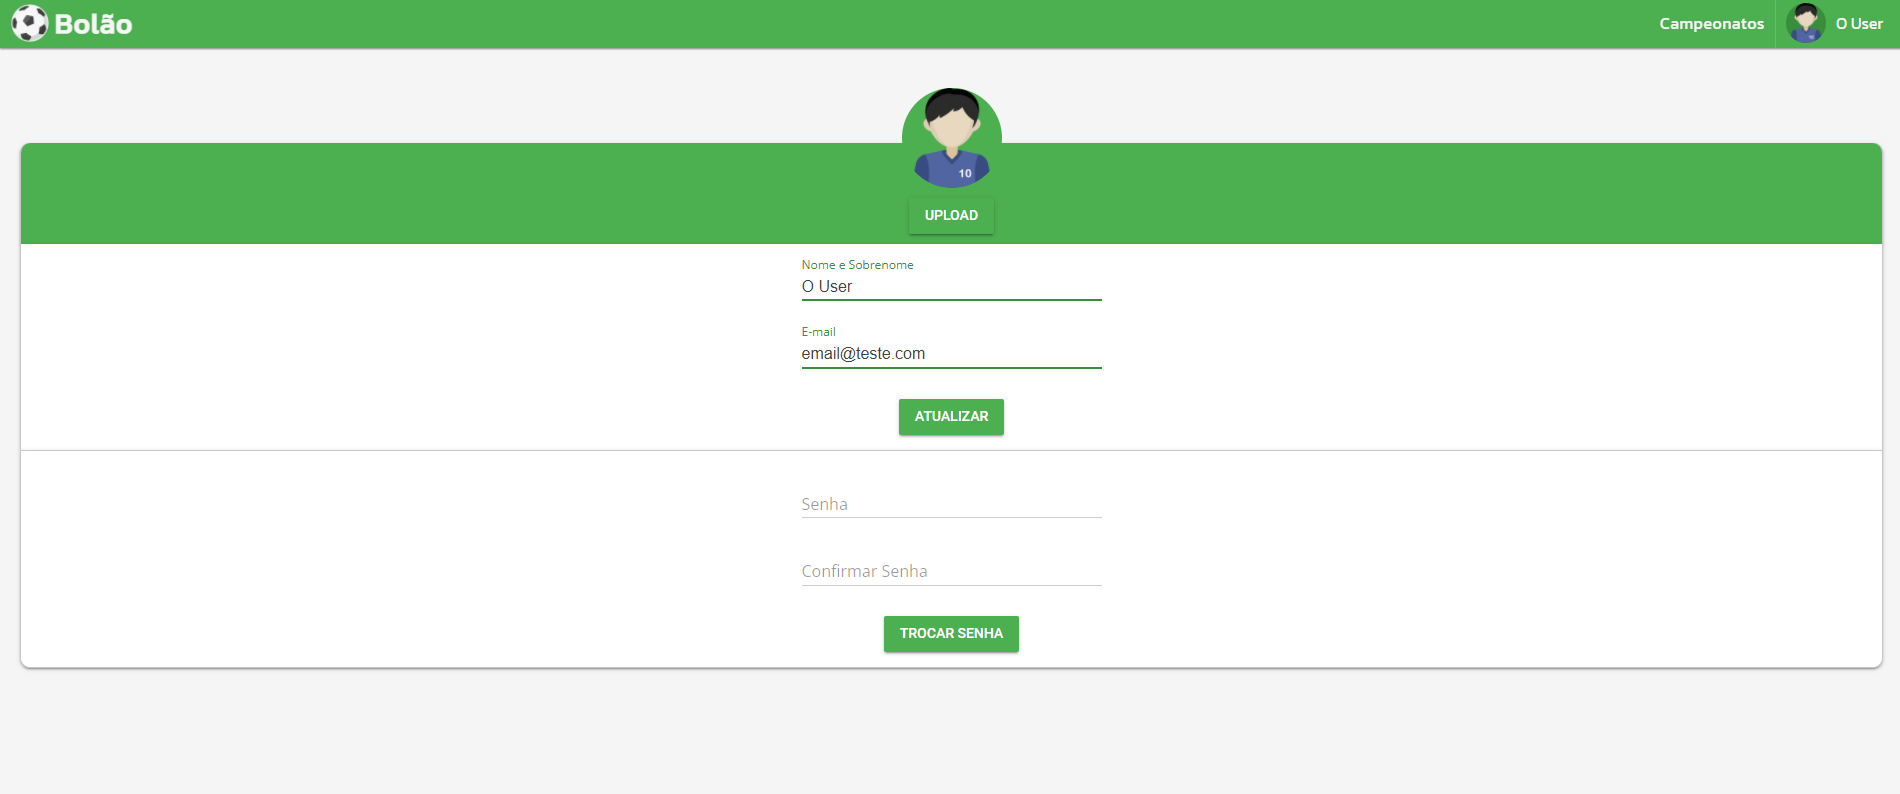 Bolão
Campeonatos
O User
10
UPLOAD
Nome e Sobrenome
O User
E-mail
email@teste.com
ATUALIZAR
Senha
Confirmar Senha
TROCAR SENHA